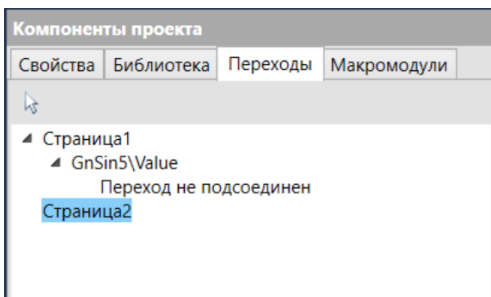 Компоненты проекта
Свойства Библиотека Переходы Макромодули
Страница1
GnSin5\Value
Переход не подсоединен
Страница2